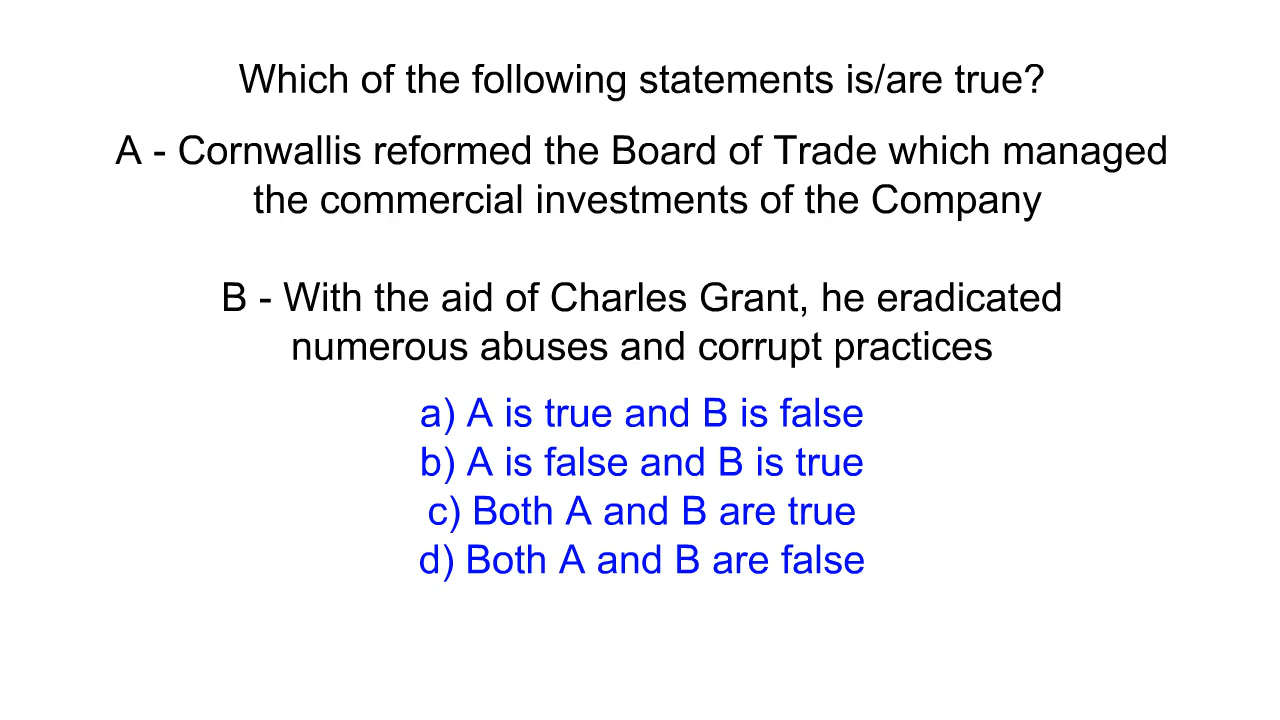 Which of the following statements is/are true?
A - Cornwallis reformed the Board of Trade which managed
the commercial investments of the Company
B - With the aid of Charles Grant, he eradicated
numerous abuses and corrupt practices
a) A is true and B is false
b) A is false and B is true
c) Both A and B are true
d) Both A and B are false